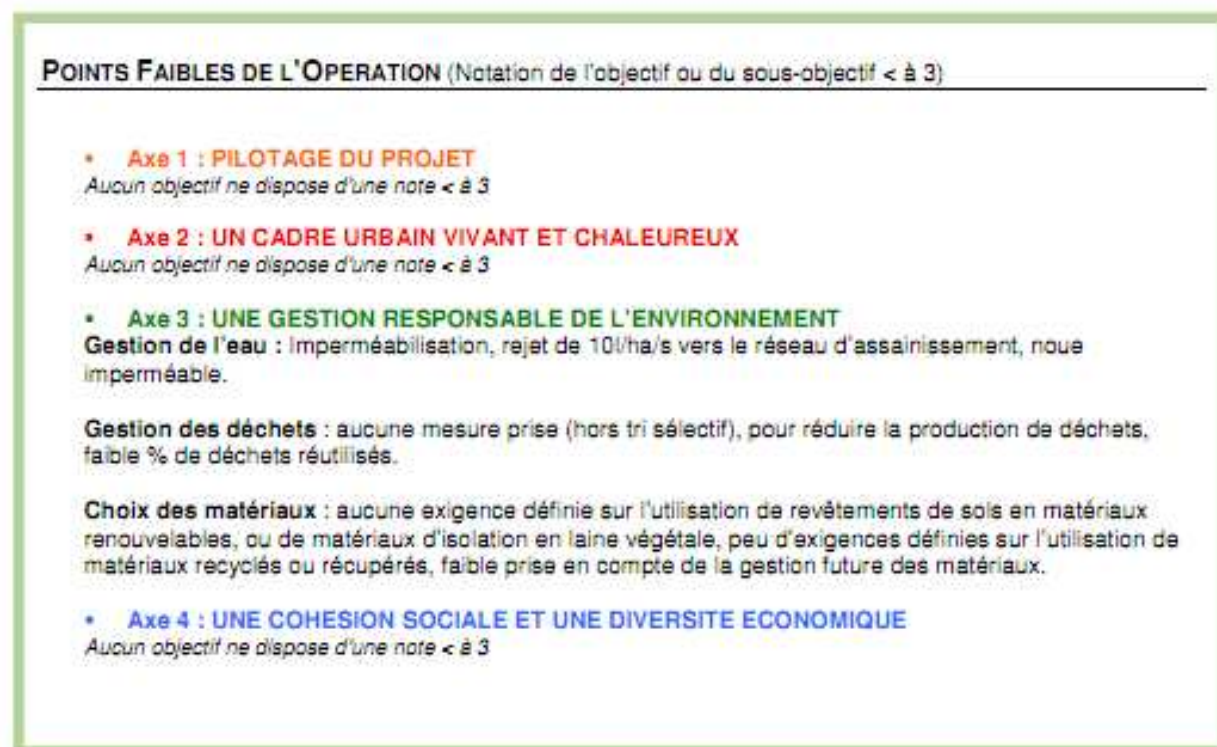 POINTS FAIBLES DE L'OPERATION (Notation de l'objectif ou du sous-objectif < à 3)
• Axe 1 : PILOTAGE DU PROJET
Aucun objectif ne dispose d'une note < à 3
• Axe 2 : UN CADRE URBAIN VIVANT ET CHALEUREUX
Aucun objectif ne dispose d'une note < à 3
• Axe 3 : UNE GESTION RESPONSABLE DE L'ENVIRONNEMENT
Gestion de l'eau : Imperméabilisation, rejet de 10l/ha/s vers le réseau d'assainissement, noue
imperméable.
Gestion des déchets : aucune mesure prise (hors tri sélectif), pour réduire la production de déchets,
faible % de déchets réutilisés.
Choix des matériaux : aucune exigence définie sur l'utilisation de revêtements de sols en matériaux
renouvelables, ou de matériaux d'isolation en laine végétale, peu d'exigences définies sur l'utilisation de
matériaux recyclés ou récupérés, faible prise en compte de la gestion future des matériaux.
• Axe 4 : UNE COHESION SOCIALE ET UNE DIVERSITE ECONOMIQUE
Aucun objectif ne dispose d'une note < à 3